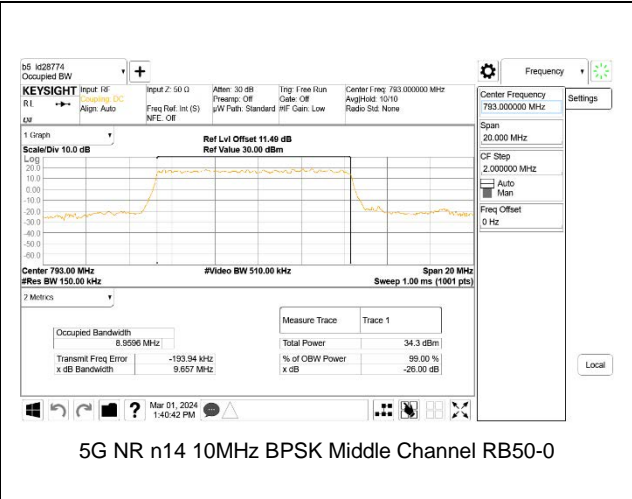 b5 id28774
Occupied BW
Frequency
Settings
KEYSIGHT
Input: RF
Coupling: DC
Align: Auto
Input Z: 50 Ω
Freq Ref: Int (S)
NFE: Off
Atten: 30 dB
Preamp: Off
µW Path: Standard
Trig: Free Run
Gate: Off
#IF Gain: Low
Center Freq: 793.000000 MHz
Avg|Hold: 10/10
Radio Std: None
Center Frequency
793.000000 MHz
Span
20.000 MHz
CF Step
2.000000 MHz
Auto
Man
Freq Offset
0 Hz
1 Graph
Scale/Div 10.0 dB
Ref Lvl Offset 11.49 dB
Ref Value 30.00 dBm
Log
20.0
10.0
0.00
-10.0
-20.0
-30.0
-40.0
-50.0
-60.0
Center 793.00 MHz
#Video BW 510.00 kHz
Span 20 MHz
#Res BW 150.00 kHz
Sweep 1.00 ms (1001 pts)
2 Metrics
Measure Trace Trace 1
Occupied Bandwidth
8.9596 MHz
Total Power 34.3 dBm
Transmit Freq Error -193.94 kHz
% of OBW Power 99.00 %
x dB Bandwidth 9.657 MHz
x dB -26.00 dB
Local
Mar 01, 2024
1:40:42 PM
5G NR n14 10MHz BPSK Middle Channel RB50-0